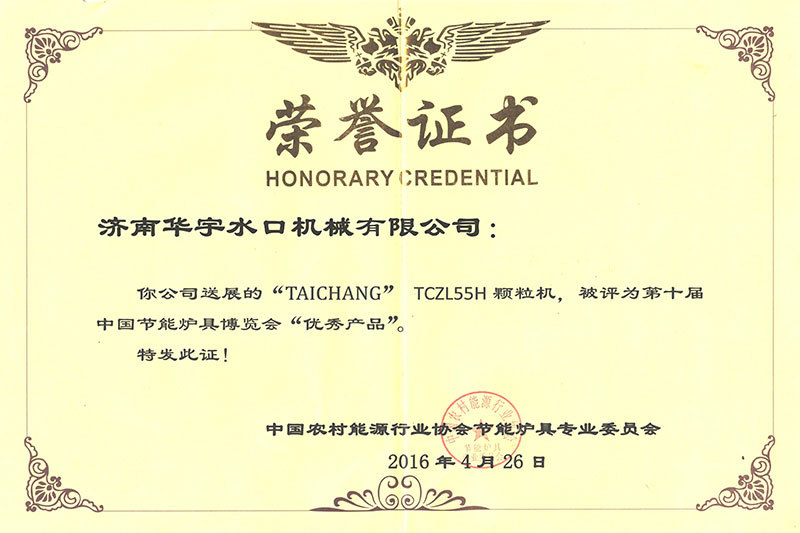 荣誉证书
HONORARY CREDENTIAL
济南华宇水口机械有限公司：
你公司送展的“TAICHANG” TCZL55H 颗粒机，被评为第十届
中国节能炉具博览会“优秀产品”。
特发此证！
中国农村能源行业协会节能炉具专业委员会
2016 年 4 月 26 日